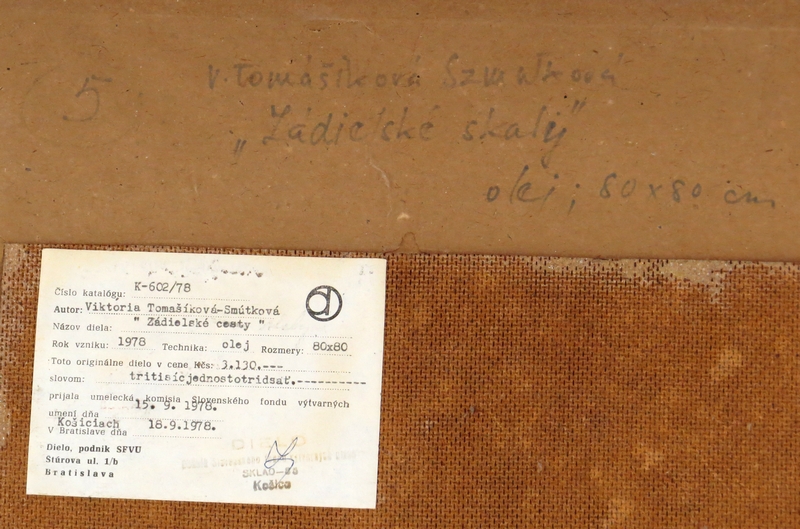 5
V. Tomášiková Szmutková
„Zádielské skaly"
olej; 80x80 cm
Číslo katalógu: K-602/78
Autor: Viktoria Tomašíková-Smútková
Názov diela: " Zádielské cesty "
Rok vzniku: 1978 Technika: olej Rozmery: 80x80
Toto originálne dielo v cene Kčs: 3.130.---
slovom: tritisícjednostotridsať.----------
prijala umelecká komisia Slovenského fondu výtvarných
umení dňa 15. 9. 1978.
V Bratislave dňa Košiciach 18.9.1978.
Dielo, podnik SFVU
Štúrova ul. 1/b
Bratislava
SKLAD
Košice